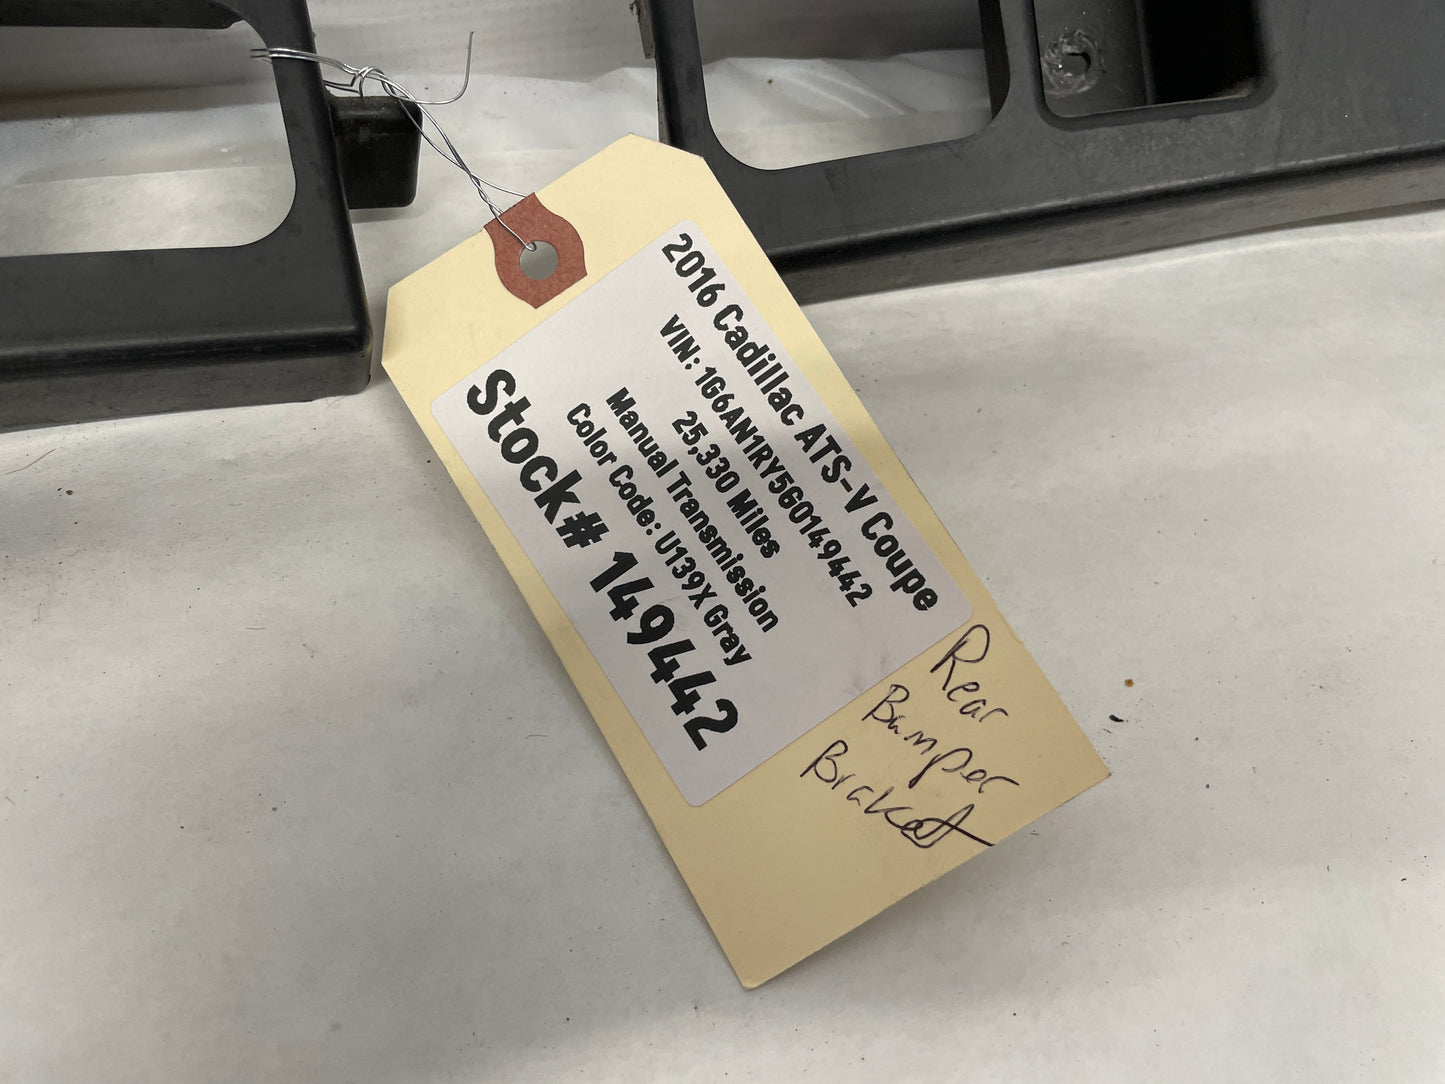 2016 Cadillac ATS-V Coupe
VIN: 1G6AN1RY5G0149442
25,330 Miles
Manual Transmission
Color Code: U139X Gray
Stock# 149442
Rear
Bumper
Braket